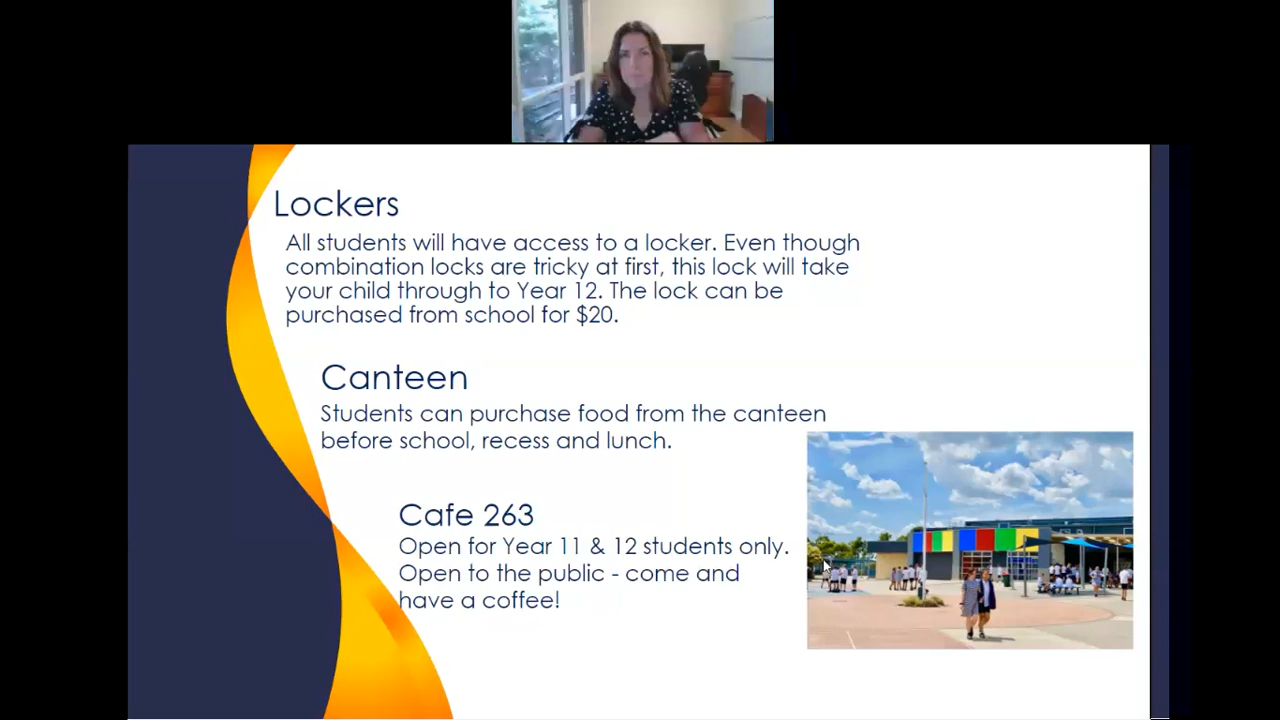 Lockers
All students will have access to a locker. Even though
combination locks are tricky at first, this lock will take
your child through to Year 12. The lock can be
purchased from school for $20.
Canteen
Students can purchase food from the canteen
before school, recess and lunch.
Cafe 263
Open for Year 11 & 12 students only.
Open to the public - come and
have a coffee!